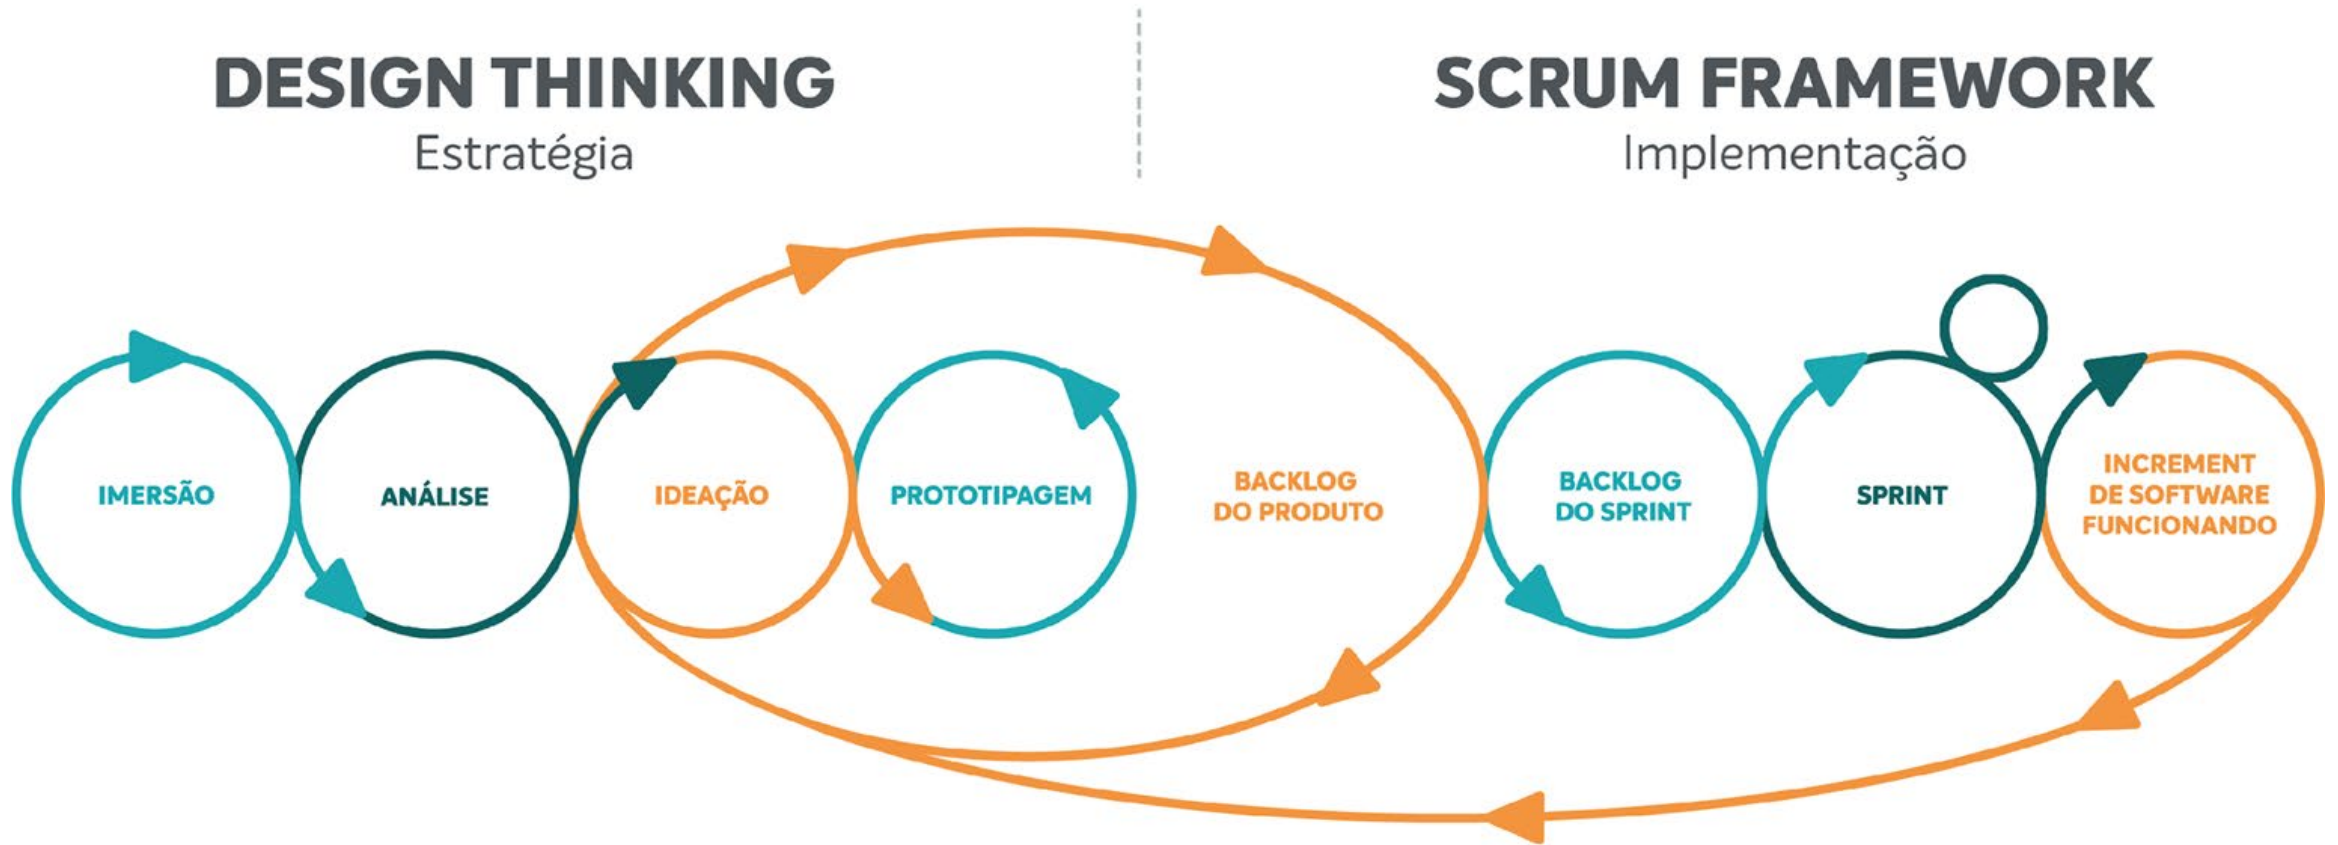 DESIGN THINKING
Estratégia
SCRUM FRAMEWORK
Implementação
IMERSÃO
ANÁLISE
IDEAÇÃO
PROTOTIPAGEM
BACKLOG
DO PRODUTO
BACKLOG
DO SPRINT
SPRINT
INCREMENT
DE SOFTWARE
FUNCIONANDO